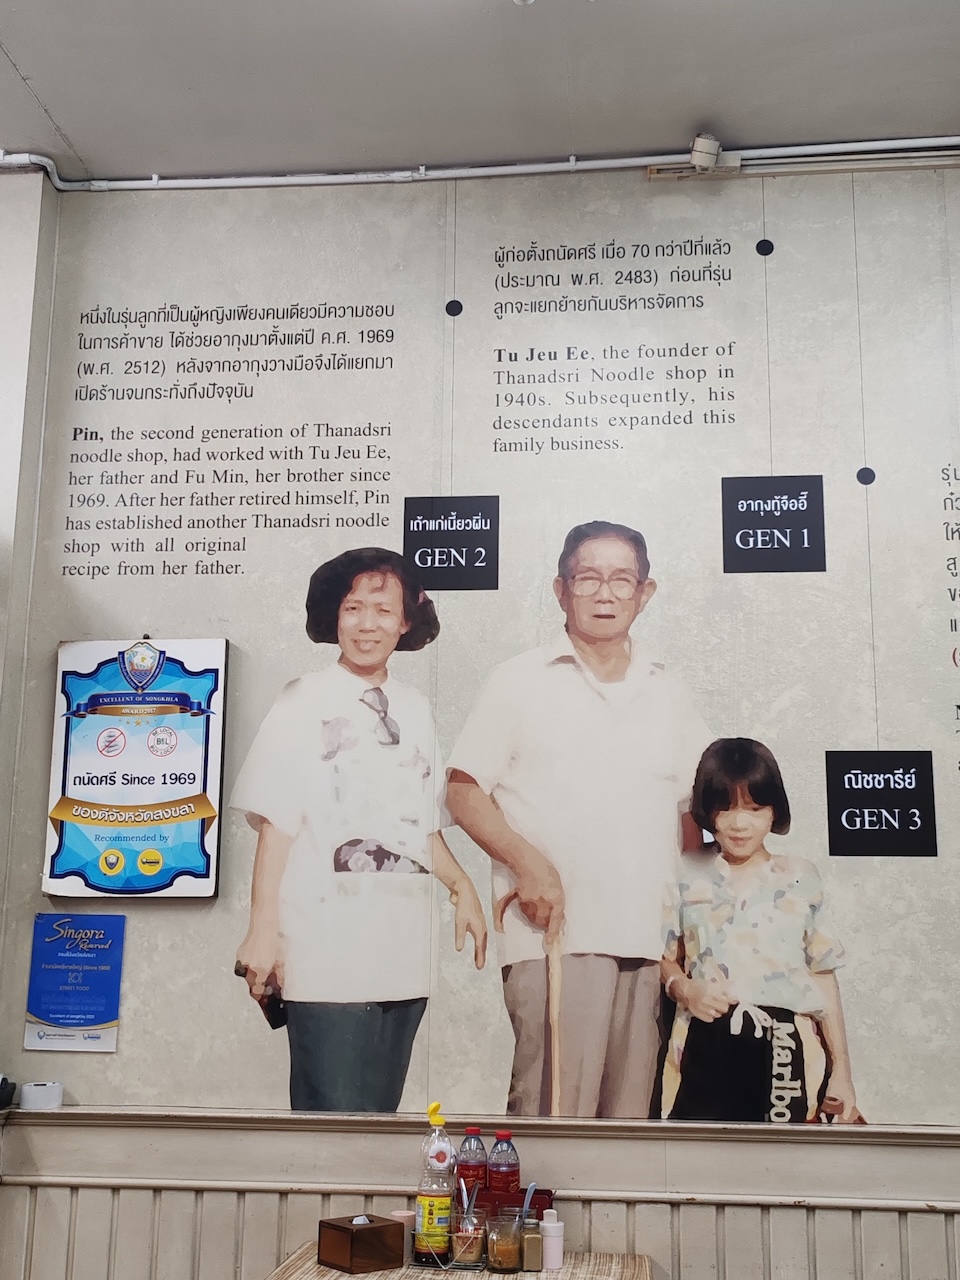 ผู้ก่อตั้งถนัดศรี เมื่อ 70 กว่าปีที่แล้ว
(ประมาณ พ.ศ. 2483) ก่อนที่รุ่น
ลูกจะแยกย้ายกันบริหารจัดการ
Tu Jeu Ee, the founder of
Thanadsri Noodle shop in
1940s. Subsequently, his
descendants expanded this
family business.
หนึ่งในรุ่นลูกที่เป็นผู้หญิงเพียงคนเดียวมีความชอบ
ในการค้าขาย ได้ช่วยอากุงมาตั้งแต่ปี ค.ศ. 1969
(พ.ศ. 2512) หลังจากอากุงวางมือจึงได้แยกมา
เปิดร้านจนกระทั่งถึงปัจจุบัน
Pin, the second generation of Thanadsri
noodle shop, had worked with Tu Jeu Ee,
her father and Fu Min, her brother since
1969. After her father retired himself, Pin
has established another Thanadsri noodle
shop with all original
recipe from her father.
เถ้าแก่เนี้ยวผิ่น
GEN 2
อากุงทู้จืออี๊
GEN 1
ณิชชารีย์
GEN 3
EXCELLENT OF SONGKHLA
AWARD 2017
BE LOCAL
BUY LOCAL
ถนัดศรี Since 1969
ของดีจังหวัดสงขลา
Recommended by
Singora
Reserved
STREET FOOD
Marlbo